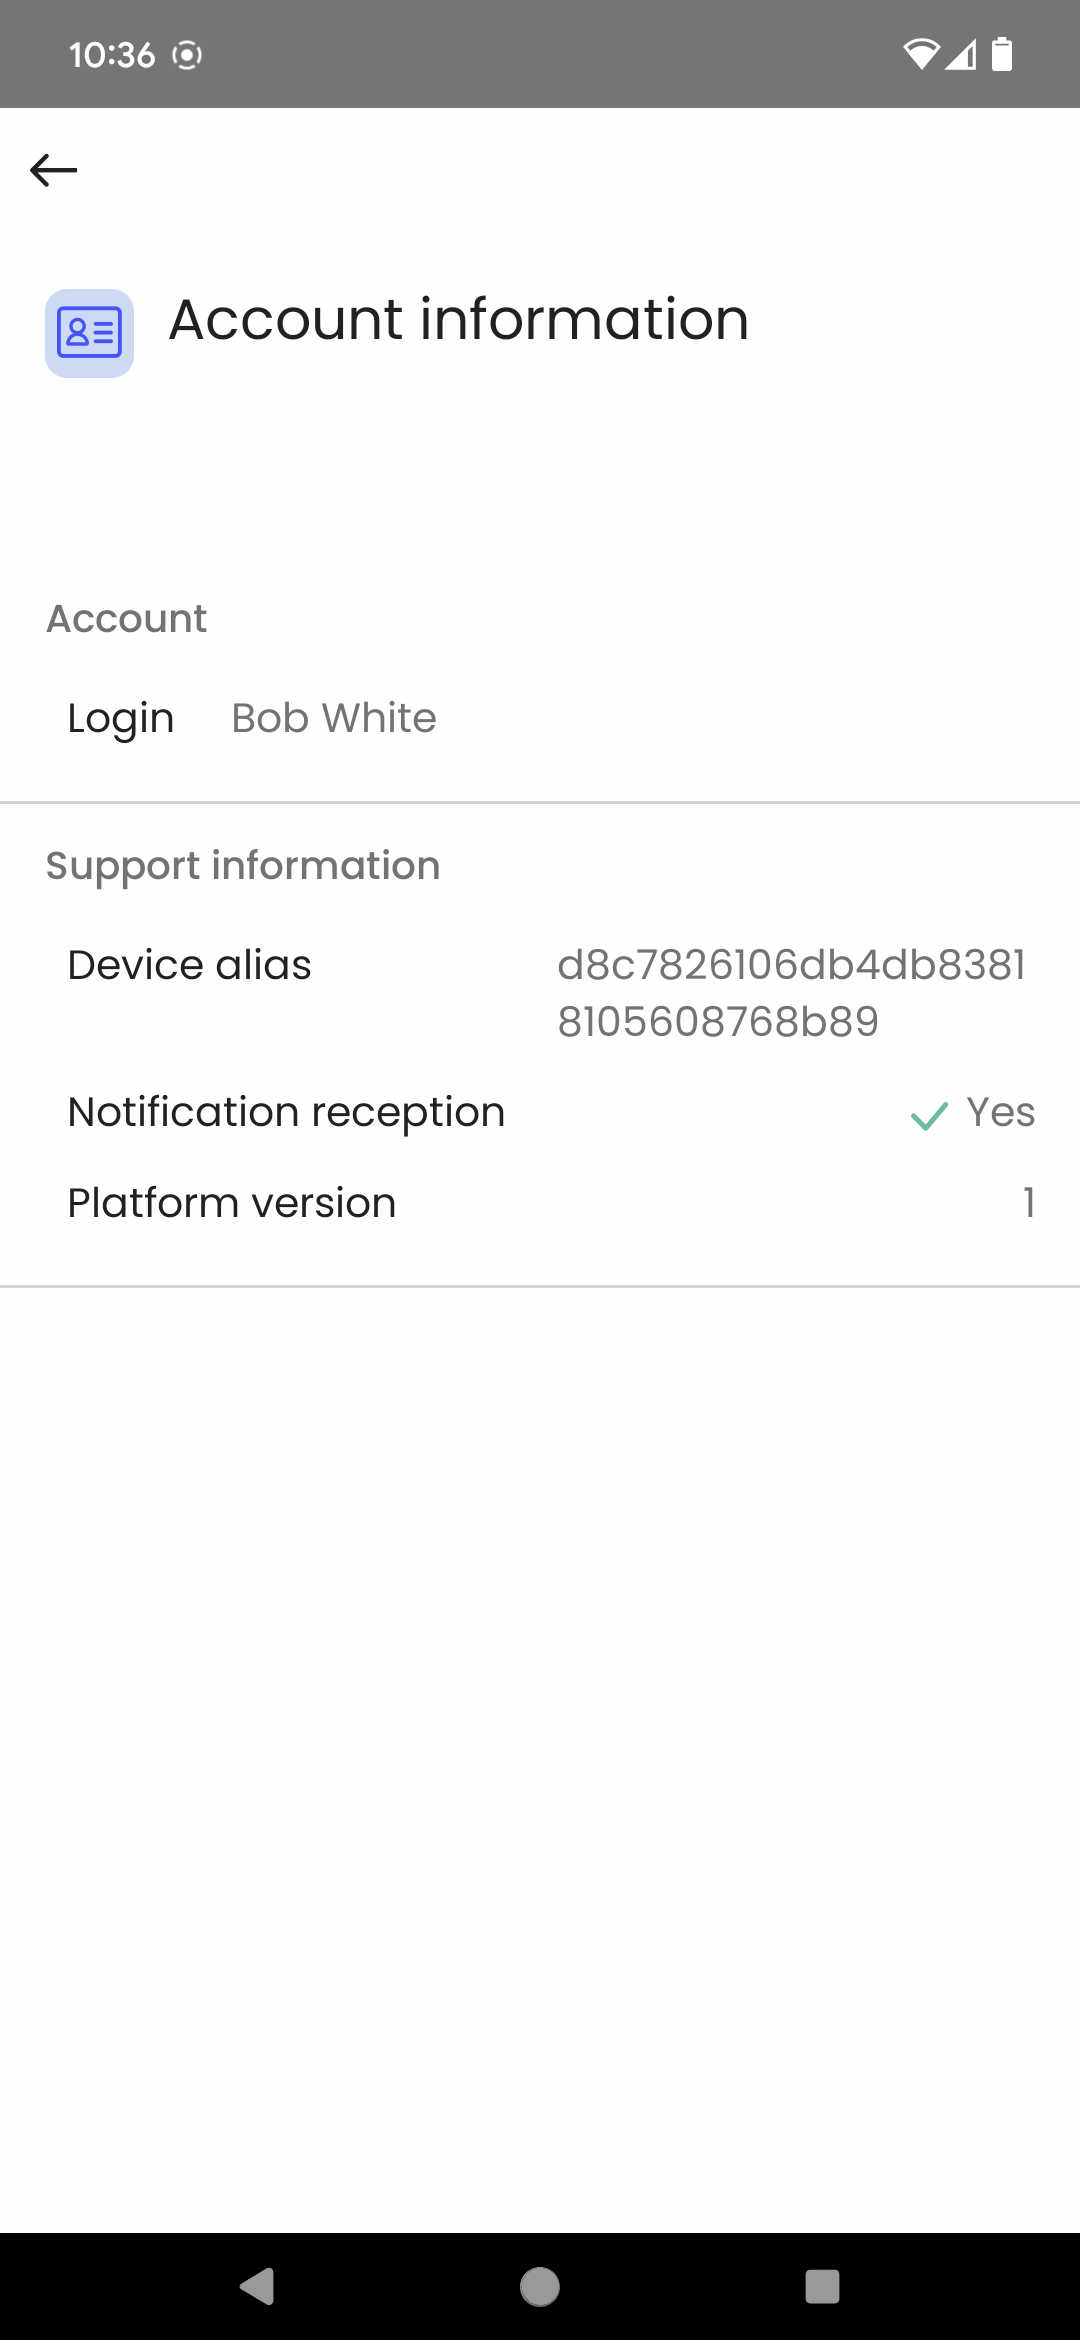 10:36
Account information
Account
Login Bob White
Support information
Device alias d8c7826106db4db8381
8105608768b89
Notification reception Yes
Platform version 1